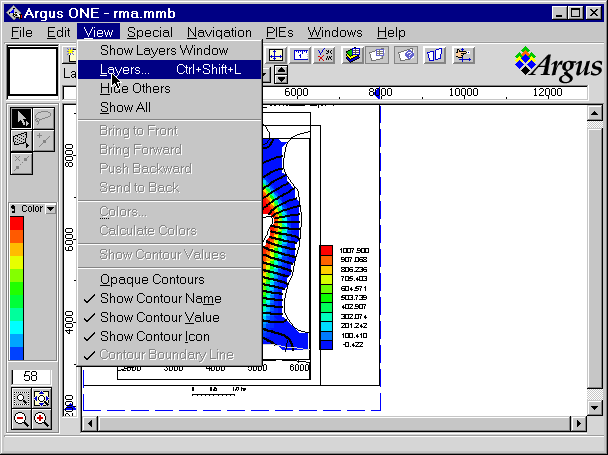 Argus ONE - rma.mmb
File Edit View Special Navigation PIEs Windows Help
Show Layers Window
Layers... Ctrl+Shift+L
Hide Others
Show All
Bring to Front
Bring Forward
Push Backward
Send to Back
Colors...
Calculate Colors
Show Contour Values
Opaque Contours
Show Contour Name
Show Contour Value
Show Contour Icon
Contour Boundary Line
La
Argus
6000 8000 10000 12000
8000
6000
4000
2000
Color
58
1007.900
907.068
806.236
705.403
604.571
503.739
402.907
302.074
201.242
100.410
-0.422
2000 3000 4000 5000 6000